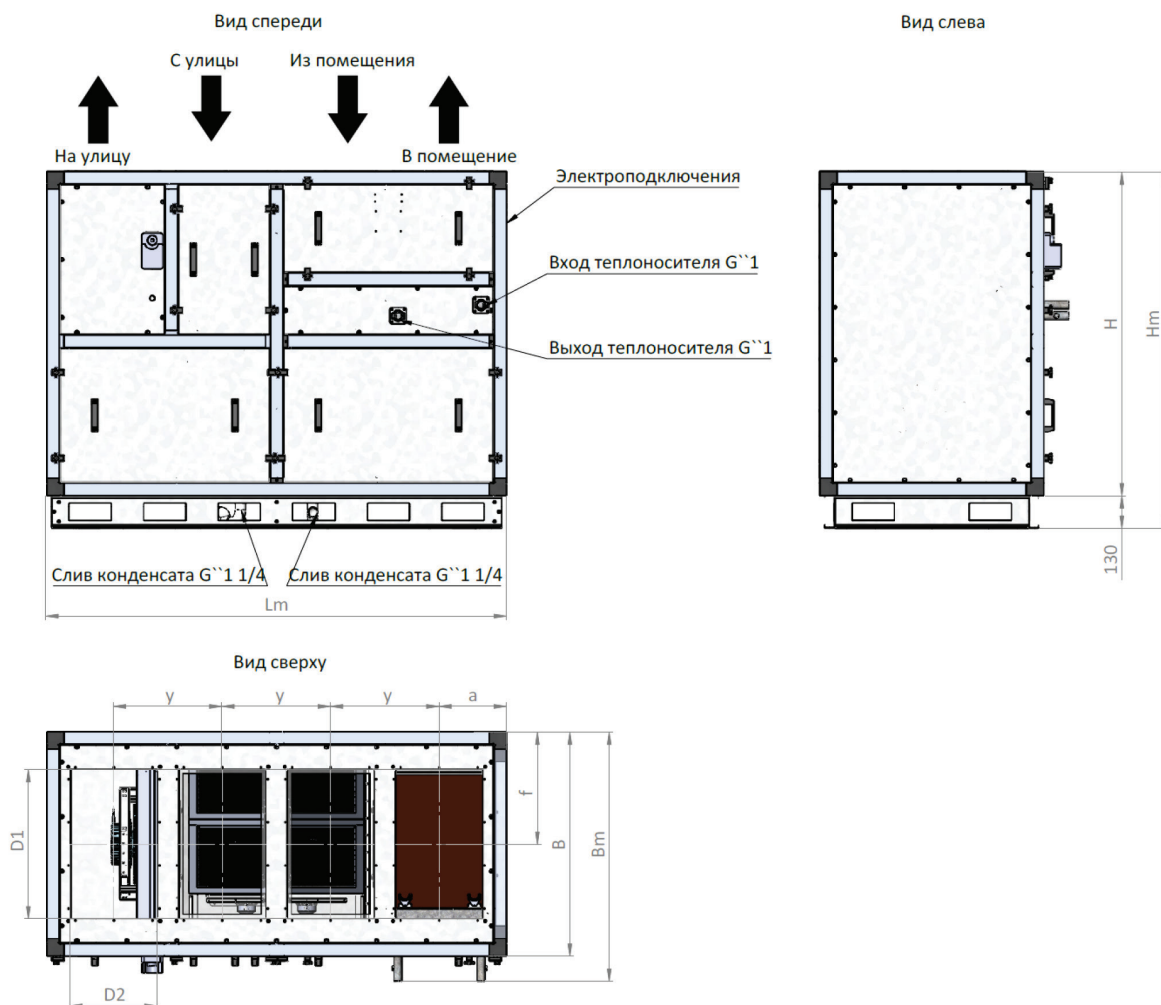 Вид спереди
Вид слева
С улицы
Из помещения
На улицу
В помещение
Электроподключения
Вход теплоносителя G``1
Выход теплоносителя G``1
H
Hm
130
Слив конденсата G``1 1/4
Слив конденсата G``1 1/4
Lm
Вид сверху
y
y
y
a
D1
f
B
Bm
D2